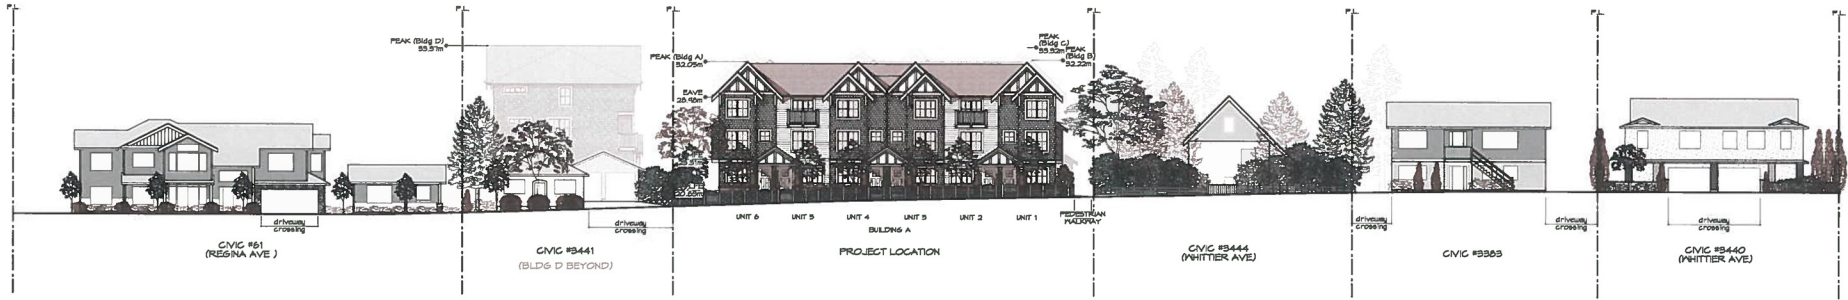 PL
PL
PL
PL
PL
PL
PL
PEAK (Bldg D)
33.37m
PEAK (Bldg A)
32.03m
EAVE
28.98m
PEAK
(Bldg C)
33.32m
PEAK
(Bldg B)
32.22m
UNIT 6
UNIT 5
UNIT 4
UNIT 3
UNIT 2
UNIT 1
PEDESTRIAN
WALKWAY
BUILDING A
PROJECT LOCATION
driveway
crossing
CIVIC #61
(REGINA AVE )
driveway
crossing
CIVIC #3441
(BLDG D BEYOND)
CIVIC #3444
(WHITTIER AVE)
driveway
crossing
CIVIC #3383
driveway
crossing
driveway
crossing
CIVIC #3440
(WHITTIER AVE)